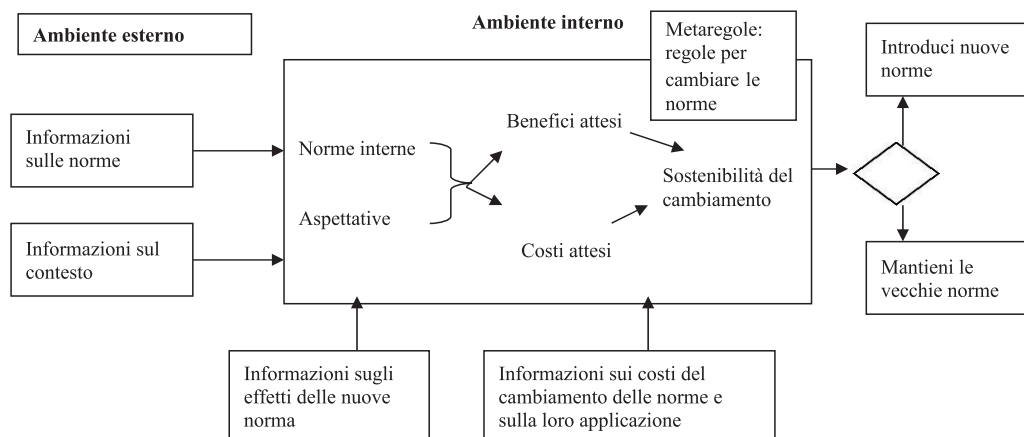 Ambiente esterno
Ambiente interno
Metaregole:
regole per
cambiare le
norme
Introduci nuove
norme
Informazioni
sulle norme
Norme interne
Benefici attesi
Sostenibilità del
cambiamento
Aspettative
Costi attesi
Informazioni sul
contesto
Mantieni le
vecchie norme
Informazioni sugli
effetti delle nuove
norma
Informazioni sui costi del
cambiamento delle norme e
sulla loro applicazione